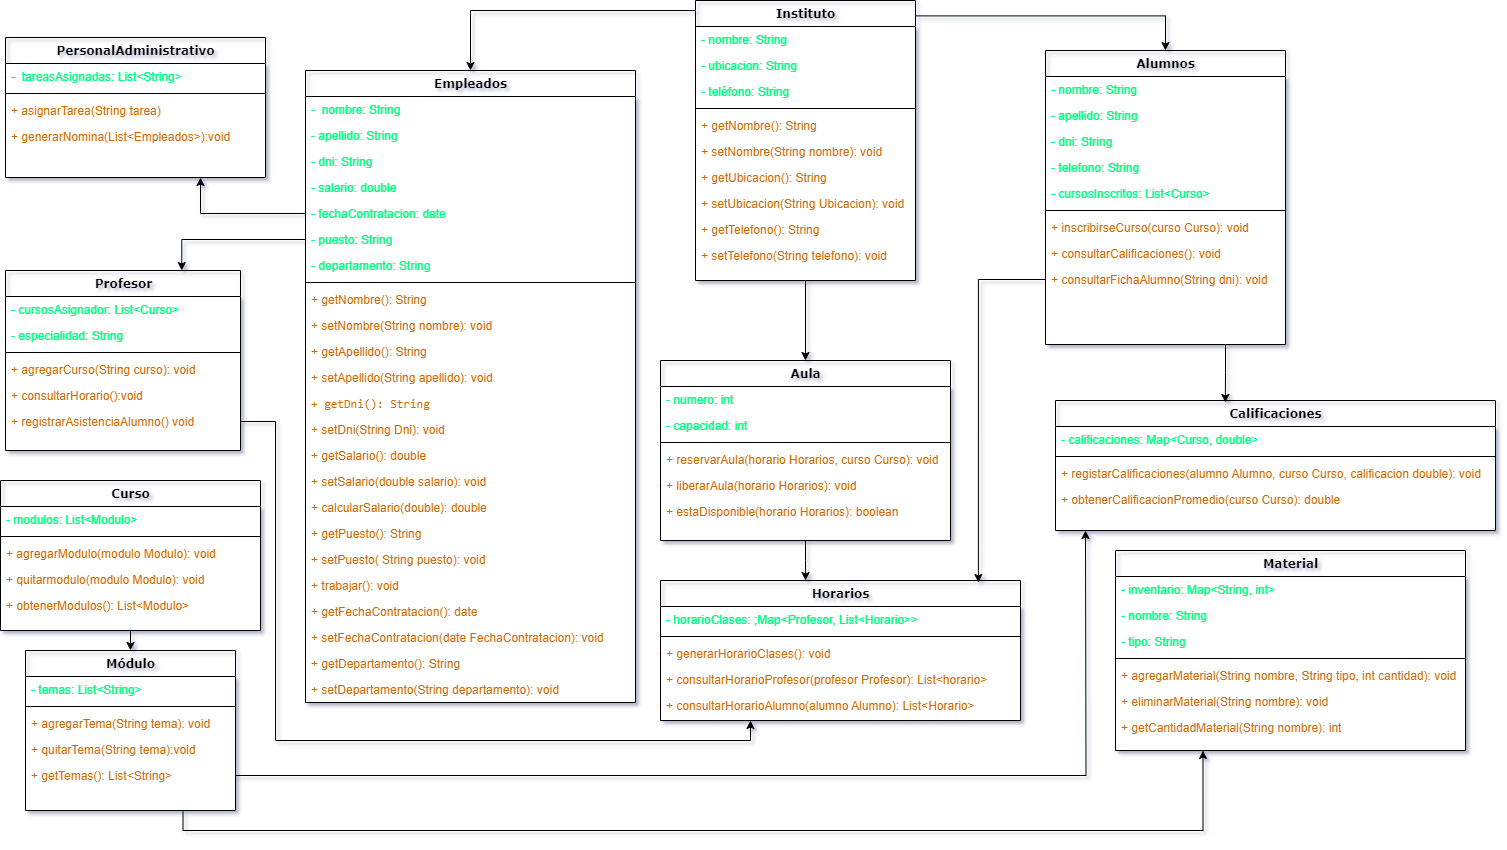 PersonalAdministrativo
- tareasAsignadas: List<String>
+ asignarTarea(String tarea)
+ generarNomina(List<Empleados>):void
Empleados
- nombre: String
- apellido: String
- dni: String
- salario: double
- fechaContratacion: date
- puesto: String
- departamento: String
+ getNombre(): String
+ setNombre(String nombre): void
+ getApellido(): String
+ setApellido(String apellido): void
+ getDni(): String
+ setDni(String Dni): void
+ getSalario(): double
+ setSalario(double salario): void
+ calcularSalario(double): double
+ getPuesto(): String
+ setPuesto( String puesto): void
+ trabajar(): void
+ getFechaContratacion(): date
+ setFechaContratacion(date FechaContratacion): void
+ getDepartamento(): String
+ setDepartamento(String departamento): void
Instituto
- nombre: String
- ubicacion: String
- teléfono: String
+ getNombre(): String
+ setNombre(String nombre): void
+ getUbicacion(): String
+ setUbicacion(String Ubicacion): void
+ getTelefono(): String
+ setTelefono(String telefono): void
Alumnos
- nombre: String
- apellido: String
- dni: String
- telefono: String
- cursosInscritos: List<Curso>
+ inscribirseCurso(curso Curso): void
+ consultarCalificaciones(): void
+ consultarFichaAlumno(String dni): void
Profesor
- cursosAsignador: List<Curso>
- especialidad: String
+ agregarCurso(String curso): void
+ consultarHorario():void
+ registrarAsistenciaAlumno() void
Aula
- numero: int
- capacidad: int
+ reservarAula(horario Horarios, curso Curso): void
+ liberarAula(horario Horarios): void
+ estaDisponible(horario Horarios): boolean
Calificaciones
- calificaciones: Map<Curso, double>
+ registarCalificaciones(alumno Alumno, curso Curso, calificacion double): void
+ obtenerCalificacionPromedio(curso Curso): double
Curso
- modulos: List<Modulo>
+ agregarModulo(modulo Modulo): void
+ quitarmodulo(modulo Modulo): void
+ obtenerModulos(): List<Modulo>
Horarios
- horarioClases: ;Map<Profesor, List<Horario>>
+ generarHorarioClases(): void
+ consultarHorarioProfesor(profesor Profesor): List<horario>
+ consultarHorarioAlumno(alumno Alumno): List<Horario>
Material
- inventario: Map<String, int>
- nombre: String
- tipo: String
+ agregarMaterial(String nombre, String tipo, int cantidad): void
+ eliminarMaterial(String nombre): void
+ getCantidadMaterial(String nombre): int
Módulo
- temas: List<String>
+ agregarTema(String tema): void
+ quitarTema(String tema):void
+ getTemas(): List<String>